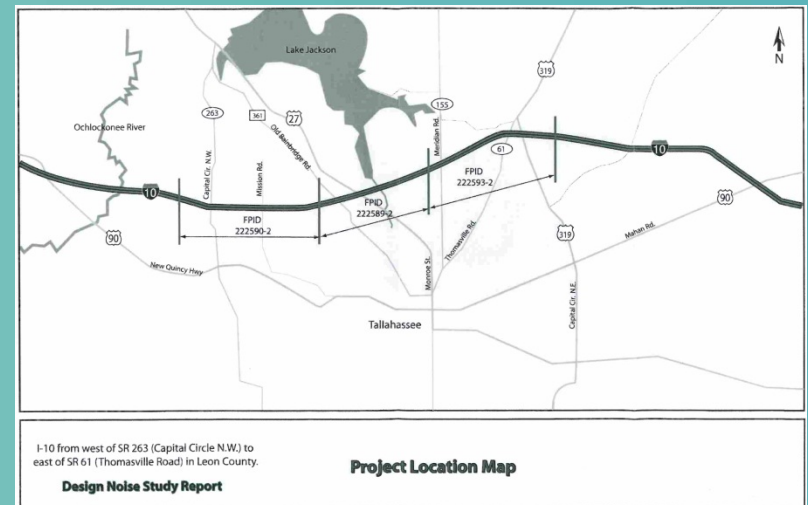 Lake Jackson
N
319
263
361
27
155
Ochlockonee River
Old Bainbridge Rd.
Meridian Rd.
61
10
Capital Cir. N.W.
Mission Rd.
FPID
222593-2
10
FPID
222589-2
FPID
222590-2
90
90
Thomasville Rd.
319
Mahan Rd.
New Quincy Hwy
Monroe St.
Capital Cir. N.E.
Tallahassee
I-10 from west of SR 263 (Capital Circle N.W.) to
east of SR 61 (Thomasville Road) in Leon County.
Design Noise Study Report
Project Location Map